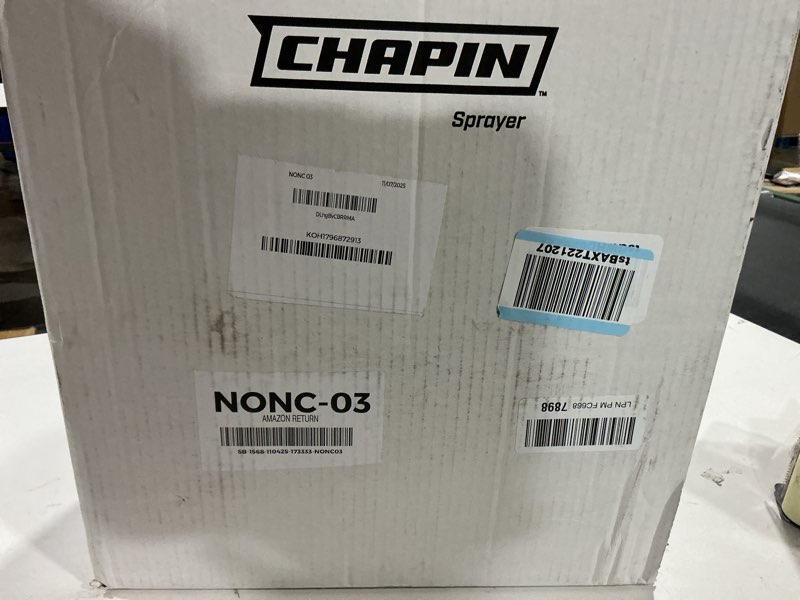 CHAPIN™
Sprayer
NONC 03
11/07/2025
KOH1796872913
tsBAXT221207
NONC-03
AMAZON RETURN
SB-1568-110425-173333-NONC03
LPN PM FC668 7898